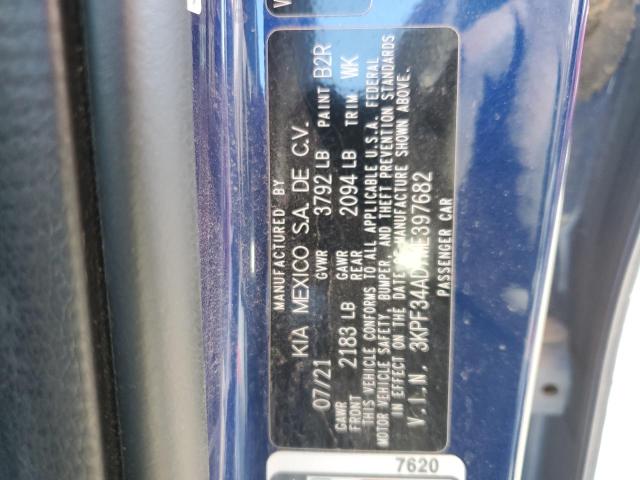 MANUFACTURED BY
KIA MEXICO S.A. DE C.V.
07/21 GVWR 3792 LB PAINT B2R
GAWR FRONT 2183 LB GAWR REAR 2094 LB TRIM WK
THIS VEHICLE CONFORMS TO ALL APPLICABLE U.S.A. FEDERAL
MOTOR VEHICLE SAFETY, BUMPER, AND THEFT PREVENTION STANDARDS
IN EFFECT ON THE DATE OF MANUFACTURE SHOWN ABOVE.
V.I.N.
PASSENGER CAR
7620